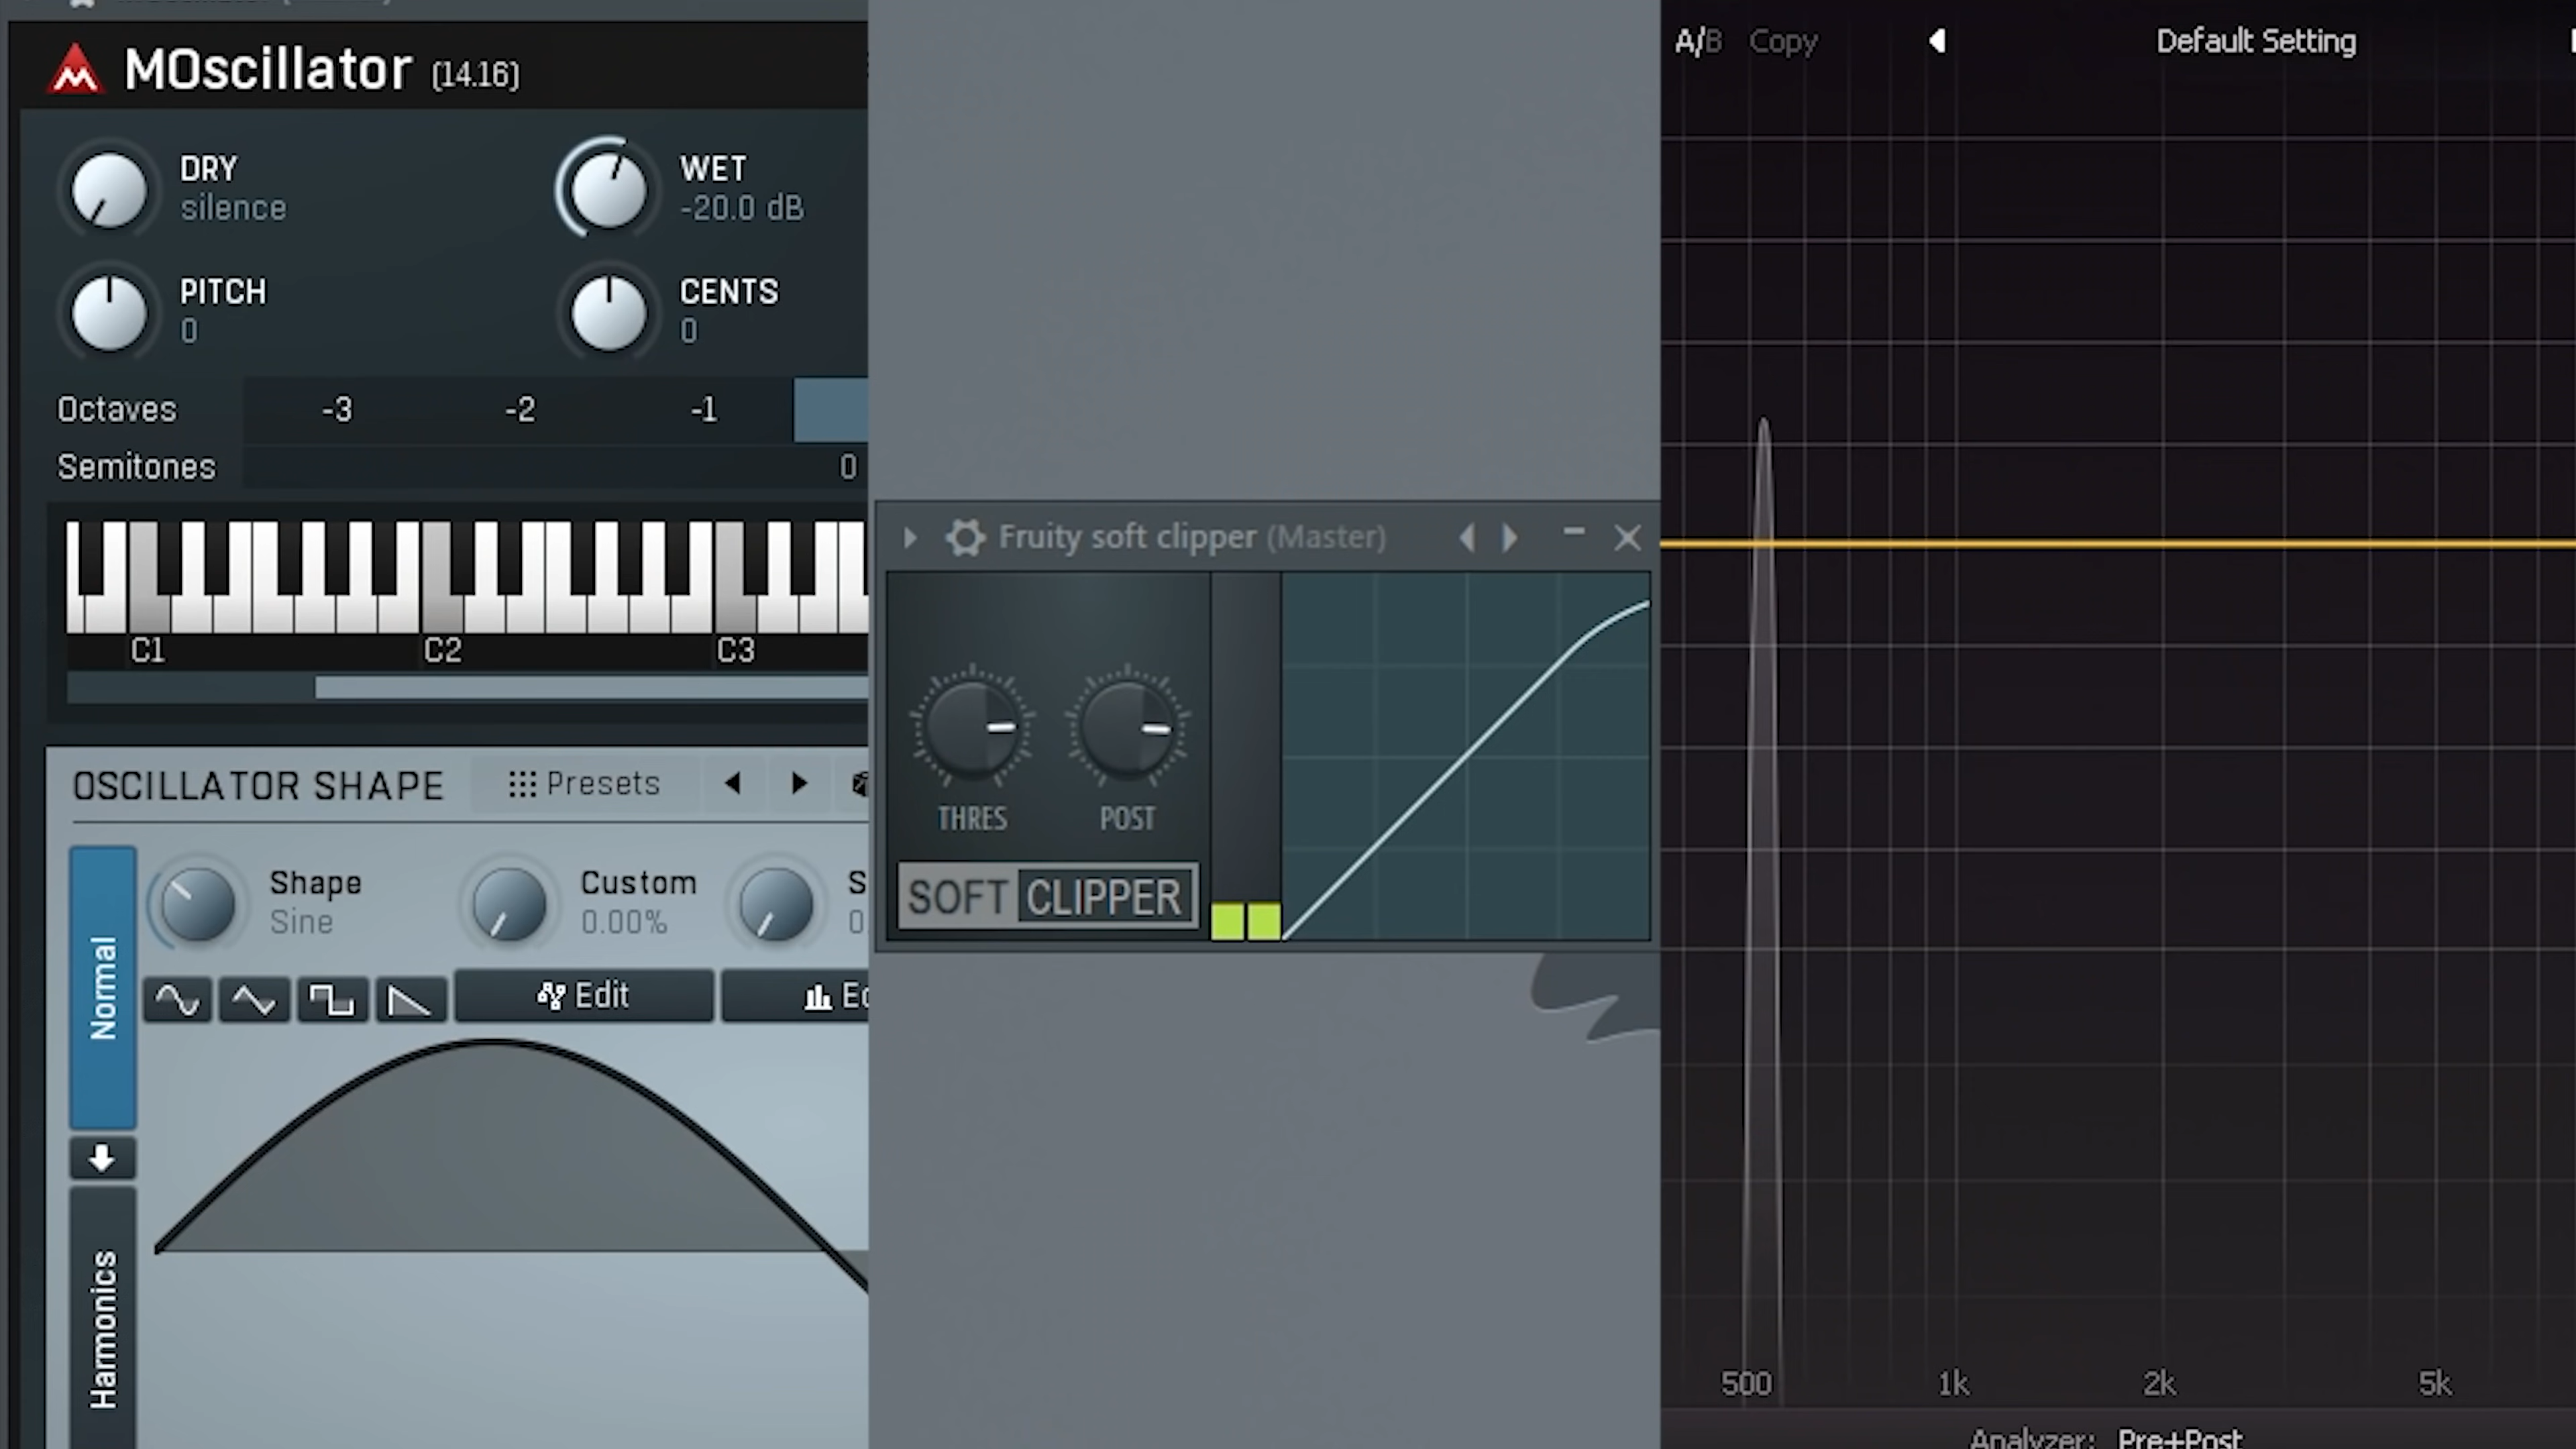 MOscillator (14.16)
DRY
silence
WET
-20.0 dB
PITCH
0
CENTS
0
Octaves -3 -2 -1
Semitones 0
C1 C2 C3
OSCILLATOR SHAPE Presets
Normal
Harmonics
Shape
Sine
Custom
0.00%
S
0.
Edit
Ed
Fruity soft clipper (Master)
THRES POST
SOFT CLIPPER
A/B Copy Default Setting
500 1k 2k 5k
Analyzer: Pre+Post